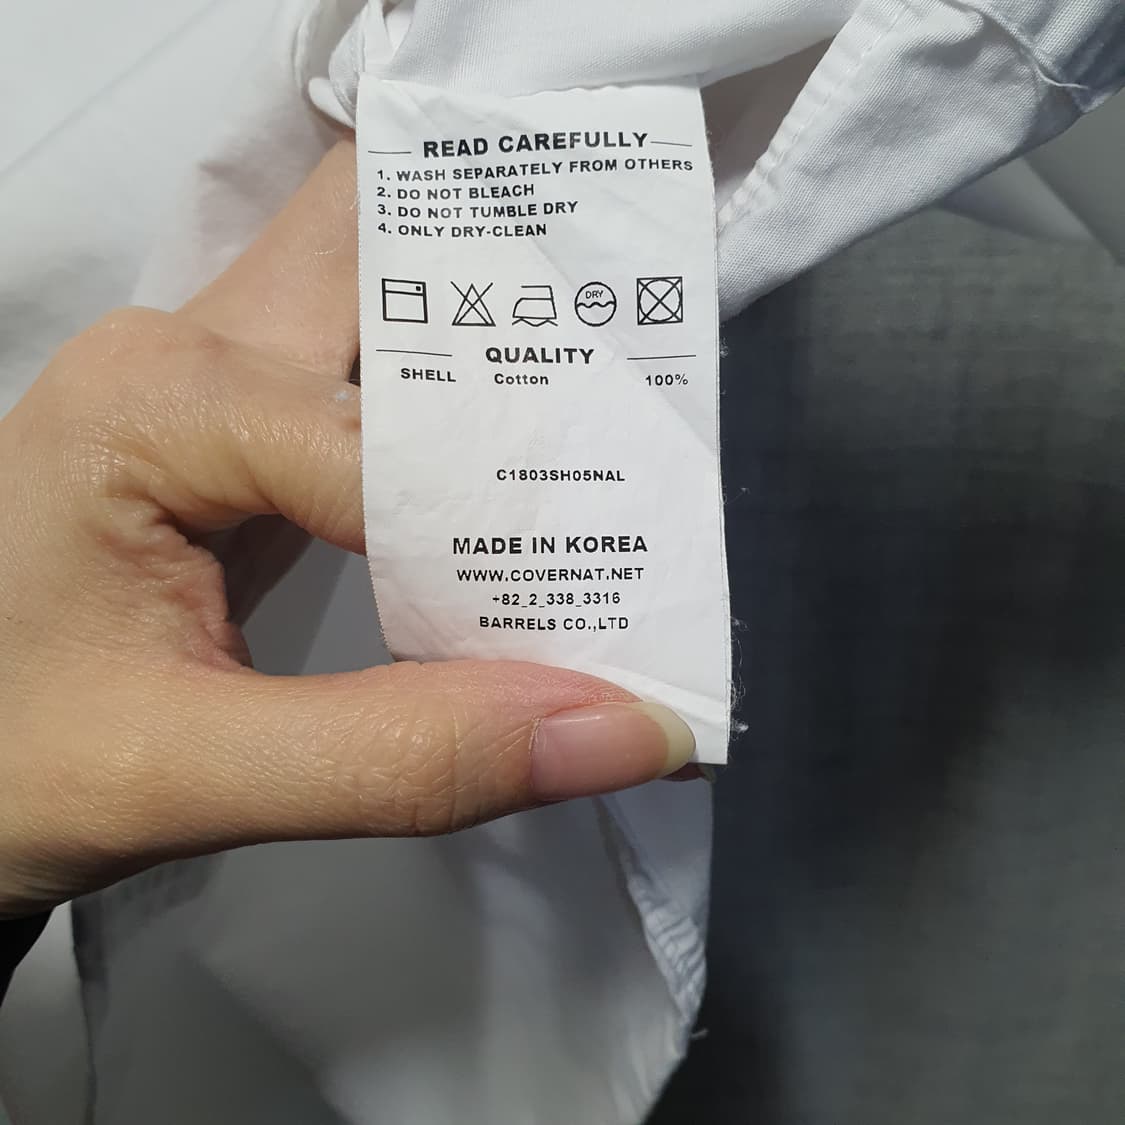 READ CAREFULLY
1. WASH SEPARATELY FROM OTHERS
2. DO NOT BLEACH
3. DO NOT TUMBLE DRY
4. ONLY DRY-CLEAN
DRY
QUALITY
SHELL Cotton 100%
C1803SH05NAL
MADE IN KOREA
WWW.COVERNAT.NET
+82_2_338_3316
BARRELS CO.,LTD